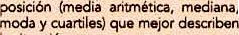 posición (media aritmética, mediana,
moda y cuartiles) que mejor describen